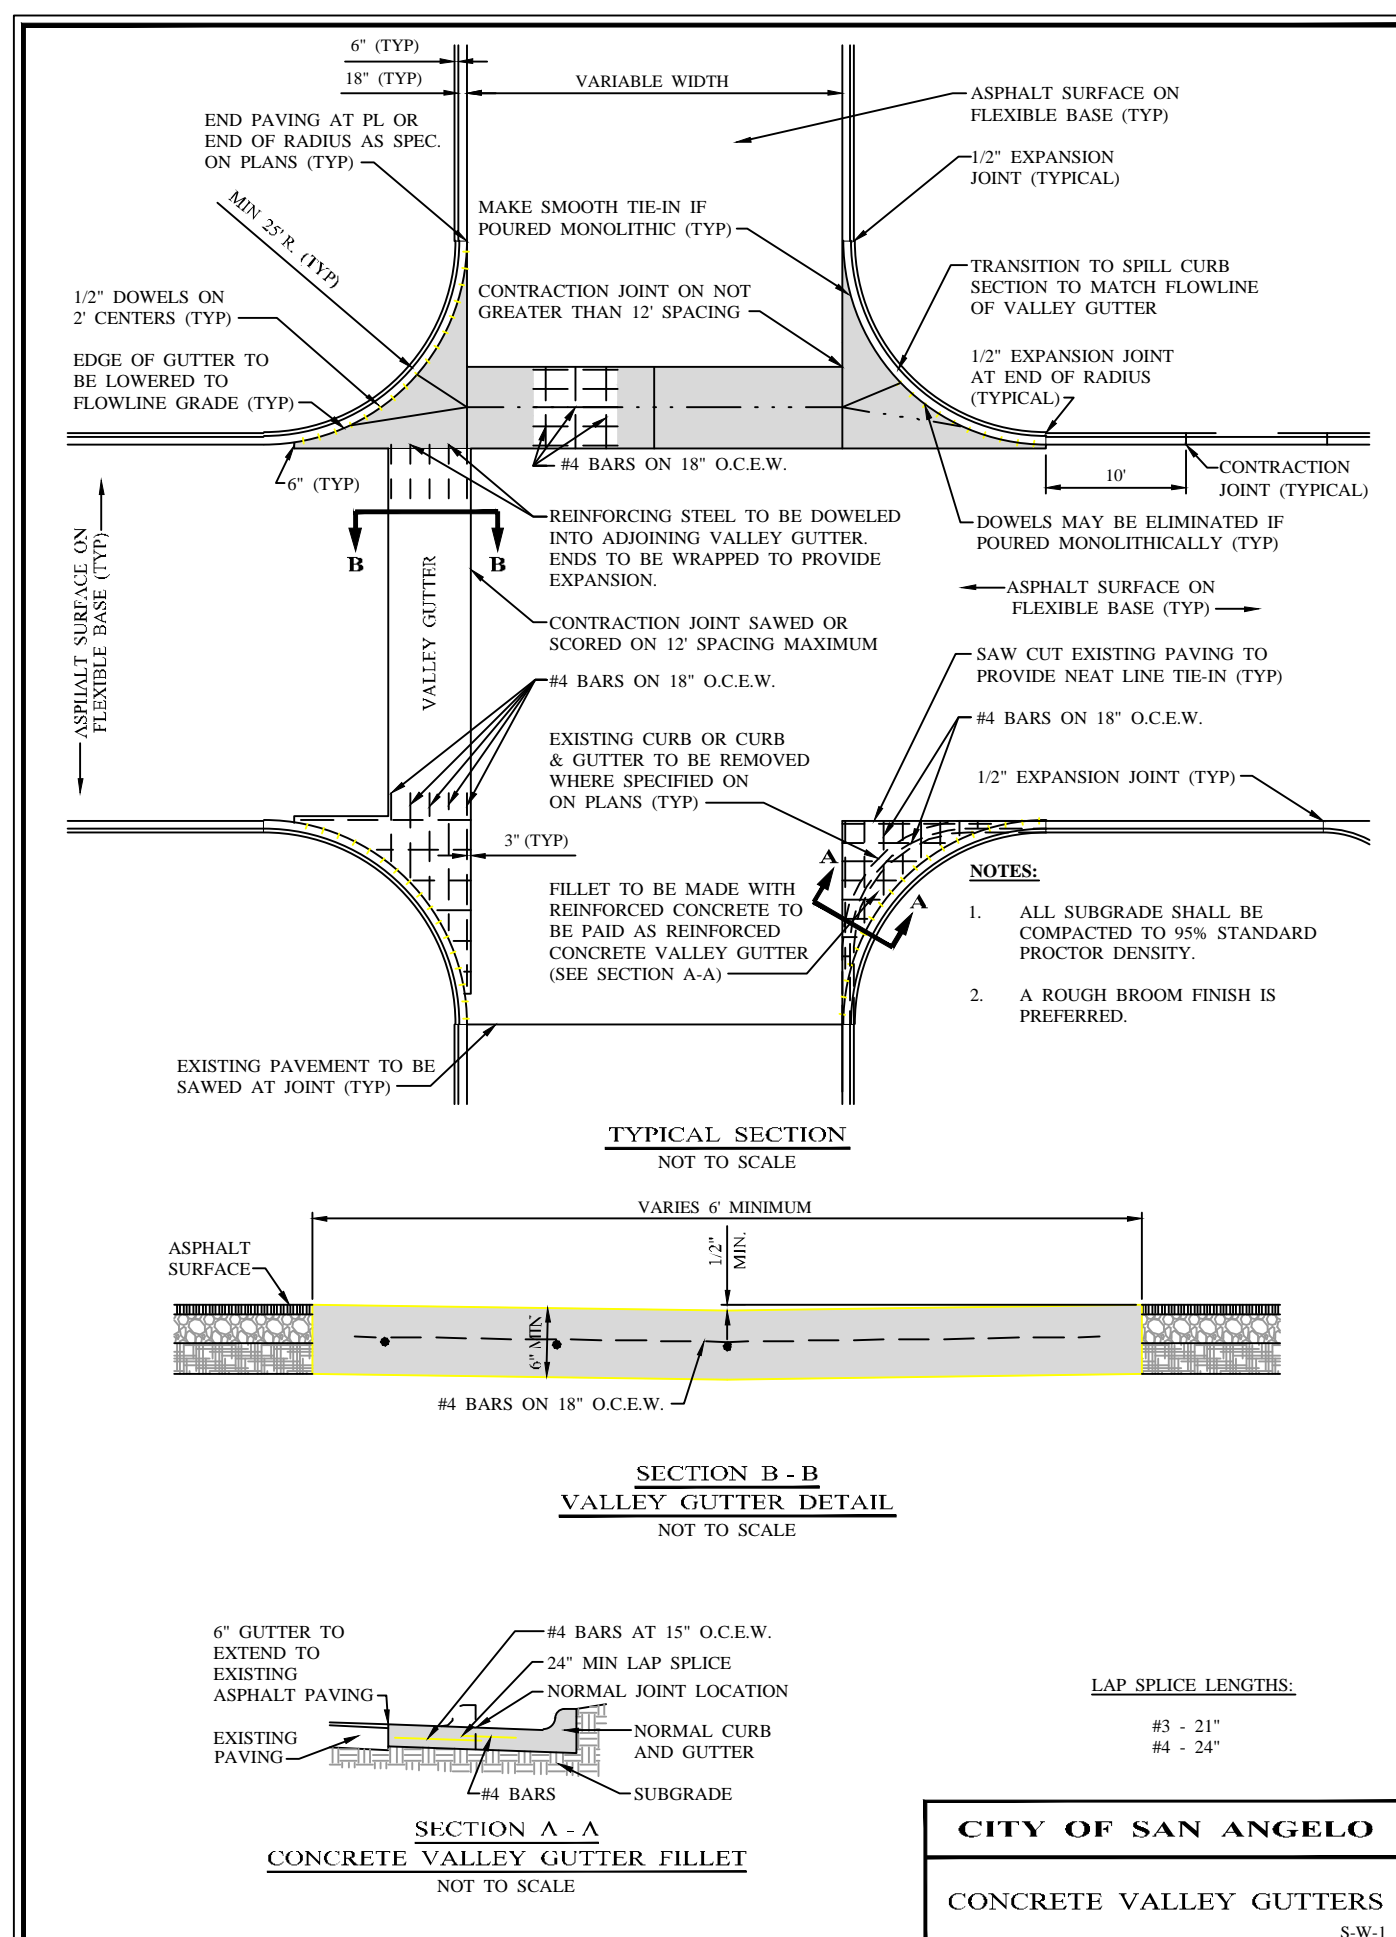 6" (TYP)
18" (TYP)
VARIABLE WIDTH
ASPHALT SURFACE ON
FLEXIBLE BASE (TYP)
END PAVING AT PL OR
END OF RADIUS AS SPEC.
ON PLANS (TYP)
1/2" EXPANSION
JOINT (TYPICAL)
MIN 25' R. (TYP)
MAKE SMOOTH TIE-IN IF
POURED MONOLITHIC (TYP)
TRANSITION TO SPILL CURB
SECTION TO MATCH FLOWLINE
OF VALLEY GUTTER
1/2" DOWELS ON
2' CENTERS (TYP)
CONTRACTION JOINT ON NOT
GREATER THAN 12' SPACING
EDGE OF GUTTER TO
BE LOWERED TO
FLOWLINE GRADE (TYP)
1/2" EXPANSION JOINT
AT END OF RADIUS
(TYPICAL)
#4 BARS ON 18" O.C.E.W.
6" (TYP)
10'
CONTRACTION
JOINT (TYPICAL)
REINFORCING STEEL TO BE DOWELED
INTO ADJOINING VALLEY GUTTER.
ENDS TO BE WRAPPED TO PROVIDE
EXPANSION.
DOWELS MAY BE ELIMINATED IF
POURED MONOLITHICALLY (TYP)
B
B
ASPHALT SURFACE ON
FLEXIBLE BASE (TYP)
VALLEY GUTTER
ASPHALT SURFACE ON
FLEXIBLE BASE (TYP)
CONTRACTION JOINT SAWED OR
SCORED ON 12' SPACING MAXIMUM
SAW CUT EXISTING PAVING TO
PROVIDE NEAT LINE TIE-IN (TYP)
#4 BARS ON 18" O.C.E.W.
#4 BARS ON 18" O.C.E.W.
EXISTING CURB OR CURB
& GUTTER TO BE REMOVED
WHERE SPECIFIED ON
ON PLANS (TYP)
1/2" EXPANSION JOINT (TYP)
3" (TYP)
A
A
FILLET TO BE MADE WITH
REINFORCED CONCRETE TO
BE PAID AS REINFORCED
CONCRETE VALLEY GUTTER
(SEE SECTION A-A)
NOTES:
1. ALL SUBGRADE SHALL BE
COMPACTED TO 95% STANDARD
PROCTOR DENSITY.
2. A ROUGH BROOM FINISH IS
PREFERRED.
EXISTING PAVEMENT TO BE
SAWED AT JOINT (TYP)
TYPICAL SECTION
NOT TO SCALE
VARIES 6' MINIMUM
ASPHALT
SURFACE
1/2"
MIN.
6" MIN
#4 BARS ON 18" O.C.E.W.
SECTION B - B
VALLEY GUTTER DETAIL
NOT TO SCALE
6" GUTTER TO
EXTEND TO
EXISTING
ASPHALT PAVING
#4 BARS AT 15" O.C.E.W.
24" MIN LAP SPLICE
NORMAL JOINT LOCATION
EXISTING
PAVING
NORMAL CURB
AND GUTTER
#4 BARS
SUBGRADE
SECTION A - A
CONCRETE VALLEY GUTTER FILLET
NOT TO SCALE
LAP SPLICE LENGTHS:
#3 - 21"
#4 - 24"
CITY OF SAN ANGELO
CONCRETE VALLEY GUTTERS
S-W-1